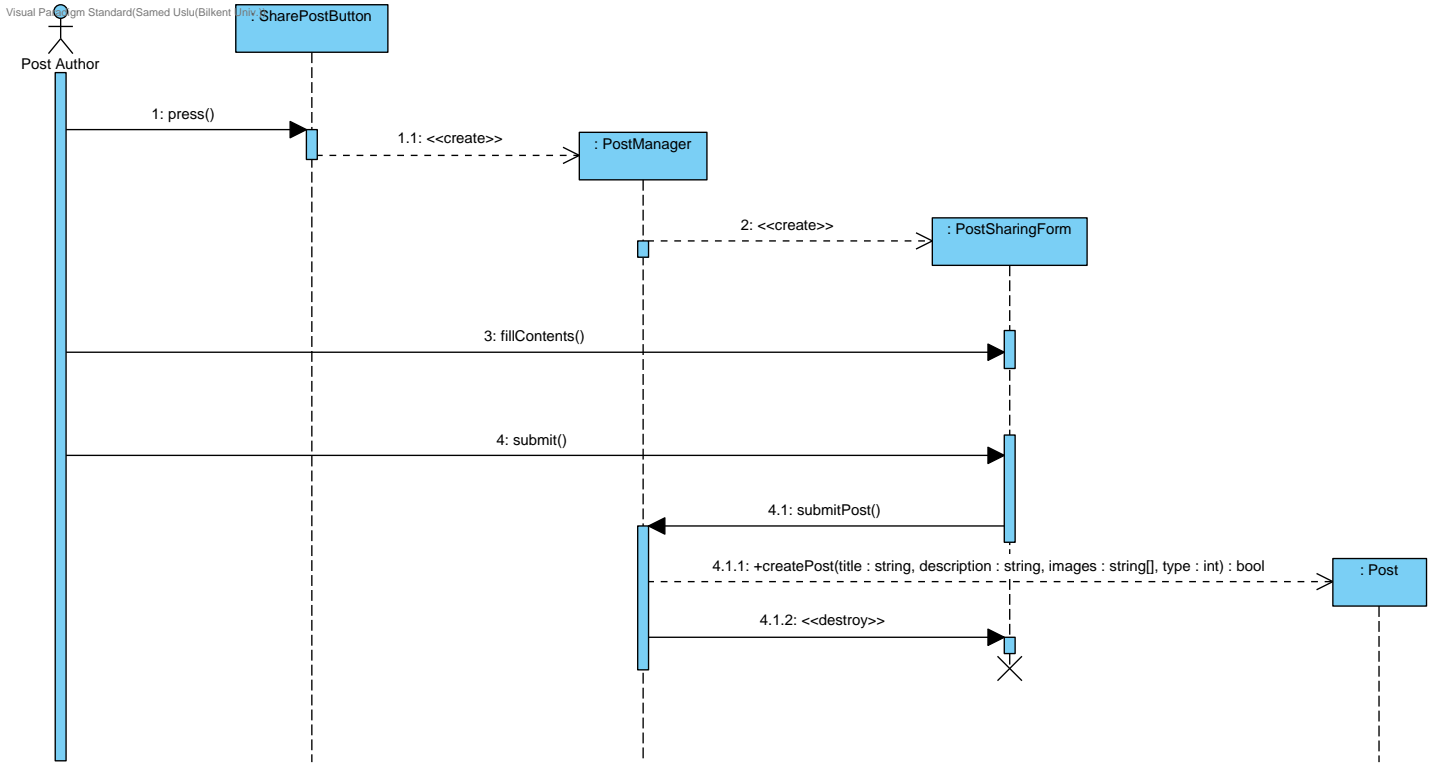 Visual Paradigm Standard(Samed Uslu(Bilkent Univ.))
: SharePostButton
Post Author
1: press()
1.1: <<create>>
: PostManager
2: <<create>>
: PostSharingForm
3: fillContents()
4: submit()
4.1: submitPost()
4.1.1: +createPost(title : string, description : string, images : string[], type : int) : bool
: Post
4.1.2: <<destroy>>